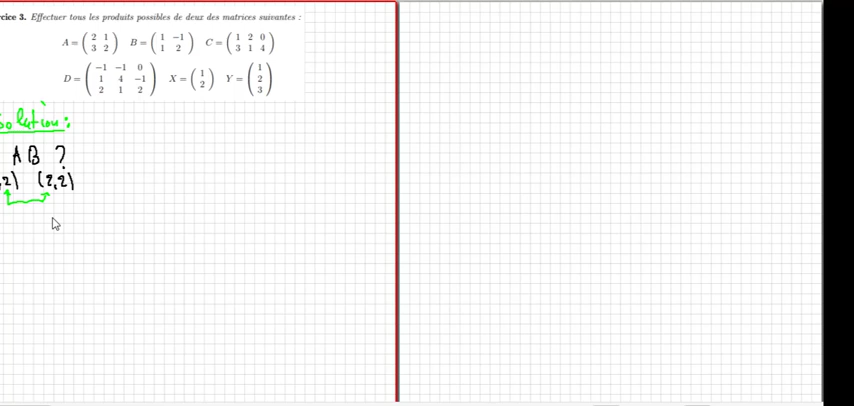 cice 3. Effectuer tous les produits possibles de deux des matrices suivantes :
A = ( 2 1 ; 3 2 ) B = ( 1 −1 ; 1 2 ) C = ( 1 2 0 ; 3 1 4 )
D = ( −1 −1 0 ; 1 4 −1 ; 2 1 2 ) X = ( 1 ; 2 ) Y = ( 1 ; 2 ; 3 )
olution:
A B ?
,2) (2,2)